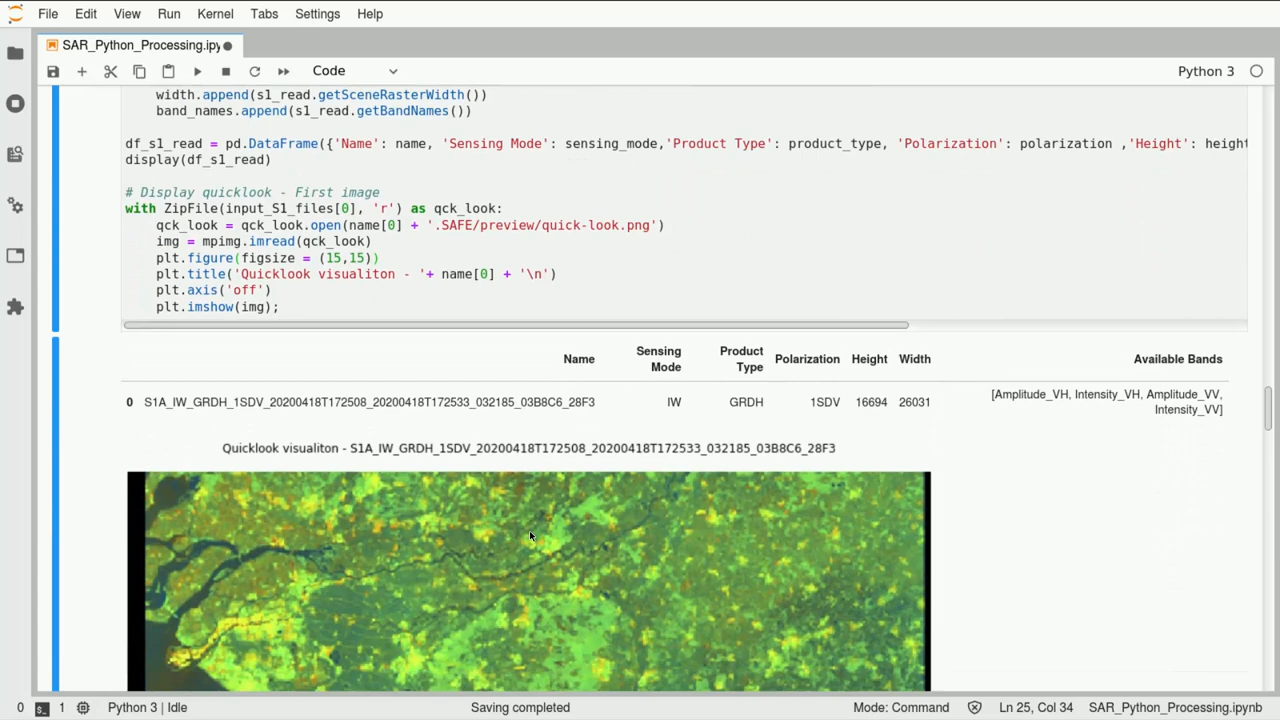 File Edit View Run Kernel Tabs Settings Help
SAR_Python_Processing.ipy
Code
Python 3
width.append(s1_read.getSceneRasterWidth())
band_names.append(s1_read.getBandNames())
df_s1_read = pd.DataFrame({'Name': name, 'Sensing Mode': sensing_mode,'Product Type': product_type, 'Polarization': polarization ,'Height': height
display(df_s1_read)
# Display quicklook - First image
with ZipFile(input_S1_files[0], 'r') as qck_look:
qck_look = qck_look.open(name[0] + '.SAFE/preview/quick-look.png')
img = mpimg.imread(qck_look)
plt.figure(figsize = (15,15))
plt.title('Quicklook visualiton - '+ name[0] + '\n')
plt.axis('off')
plt.imshow(img);
Name Sensing Mode Product Type Polarization Height Width Available Bands
0 S1A_IW_GRDH_1SDV_20200418T172508_20200418T172533_032185_03B8C6_28F3 IW GRDH 1SDV 16694 26031 [Amplitude_VH, Intensity_VH, Amplitude_VV,
Intensity_VV]
Quicklook visualiton - S1A_IW_GRDH_1SDV_20200418T172508_20200418T172533_032185_03B8C6_28F3
0 1 Python 3 | Idle Saving completed Mode: Command Ln 25, Col 34 SAR_Python_Processing.ipynb